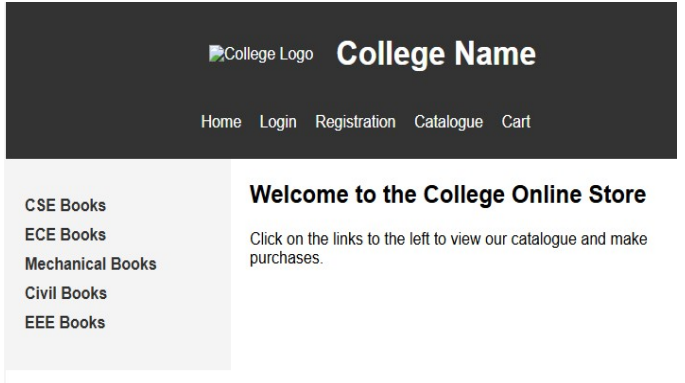 College Logo College Name
Home Login Registration Catalogue Cart
CSE Books
ECE Books
Mechanical Books
Civil Books
EEE Books
Welcome to the College Online Store
Click on the links to the left to view our catalogue and make
purchases.